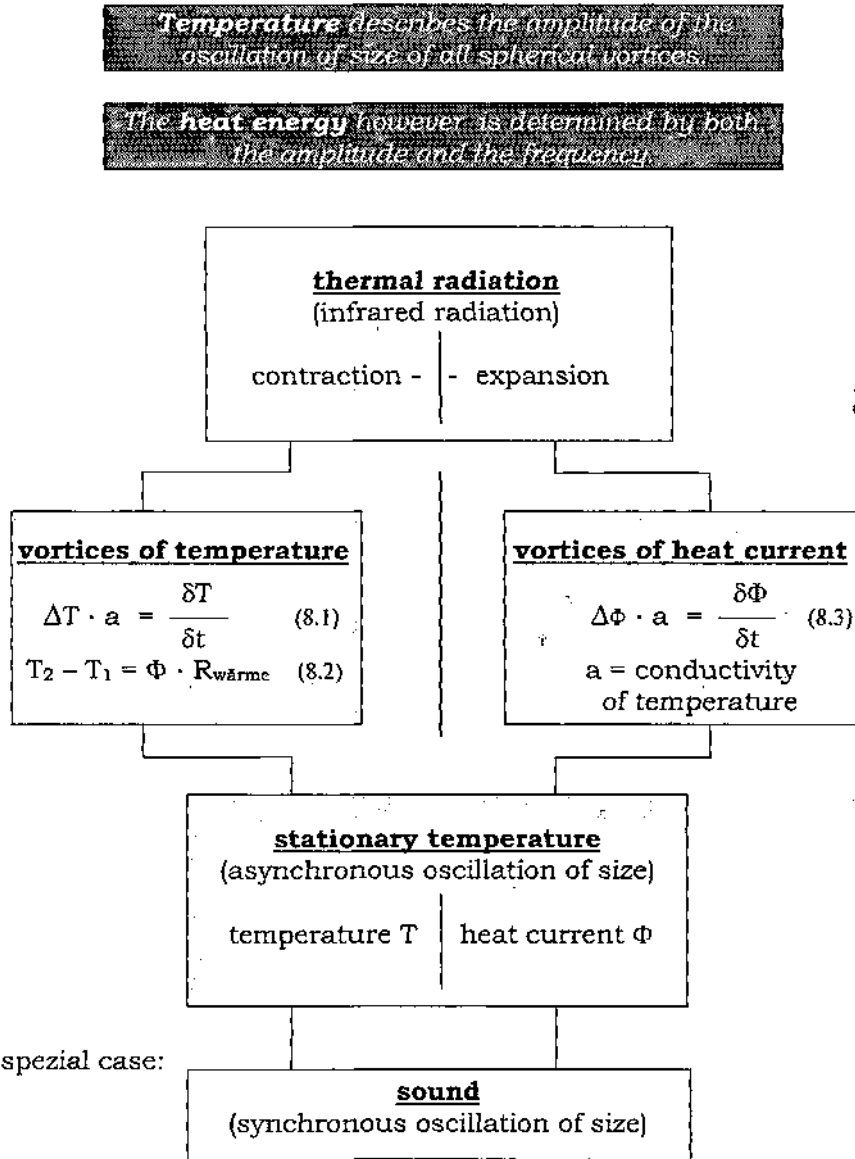 Temperature describes the amplitude of the
oscillation of size of all spherical vortices.
The heat energy however is determined by both,
the amplitude and the frequency.
thermal radiation
(infrared radiation)
contraction - | - expansion
vortices of temperature
ΔT · a = δT/δt (8.1)
T₂ – T₁ = Φ · Rwärme (8.2)
vortices of heat current
ΔΦ · a = δΦ/δt (8.3)
a = conductivity
of temperature
stationary temperature
(asynchronous oscillation of size)
temperature T | heat current Φ
spezial case:
sound
(synchronous oscillation of size)